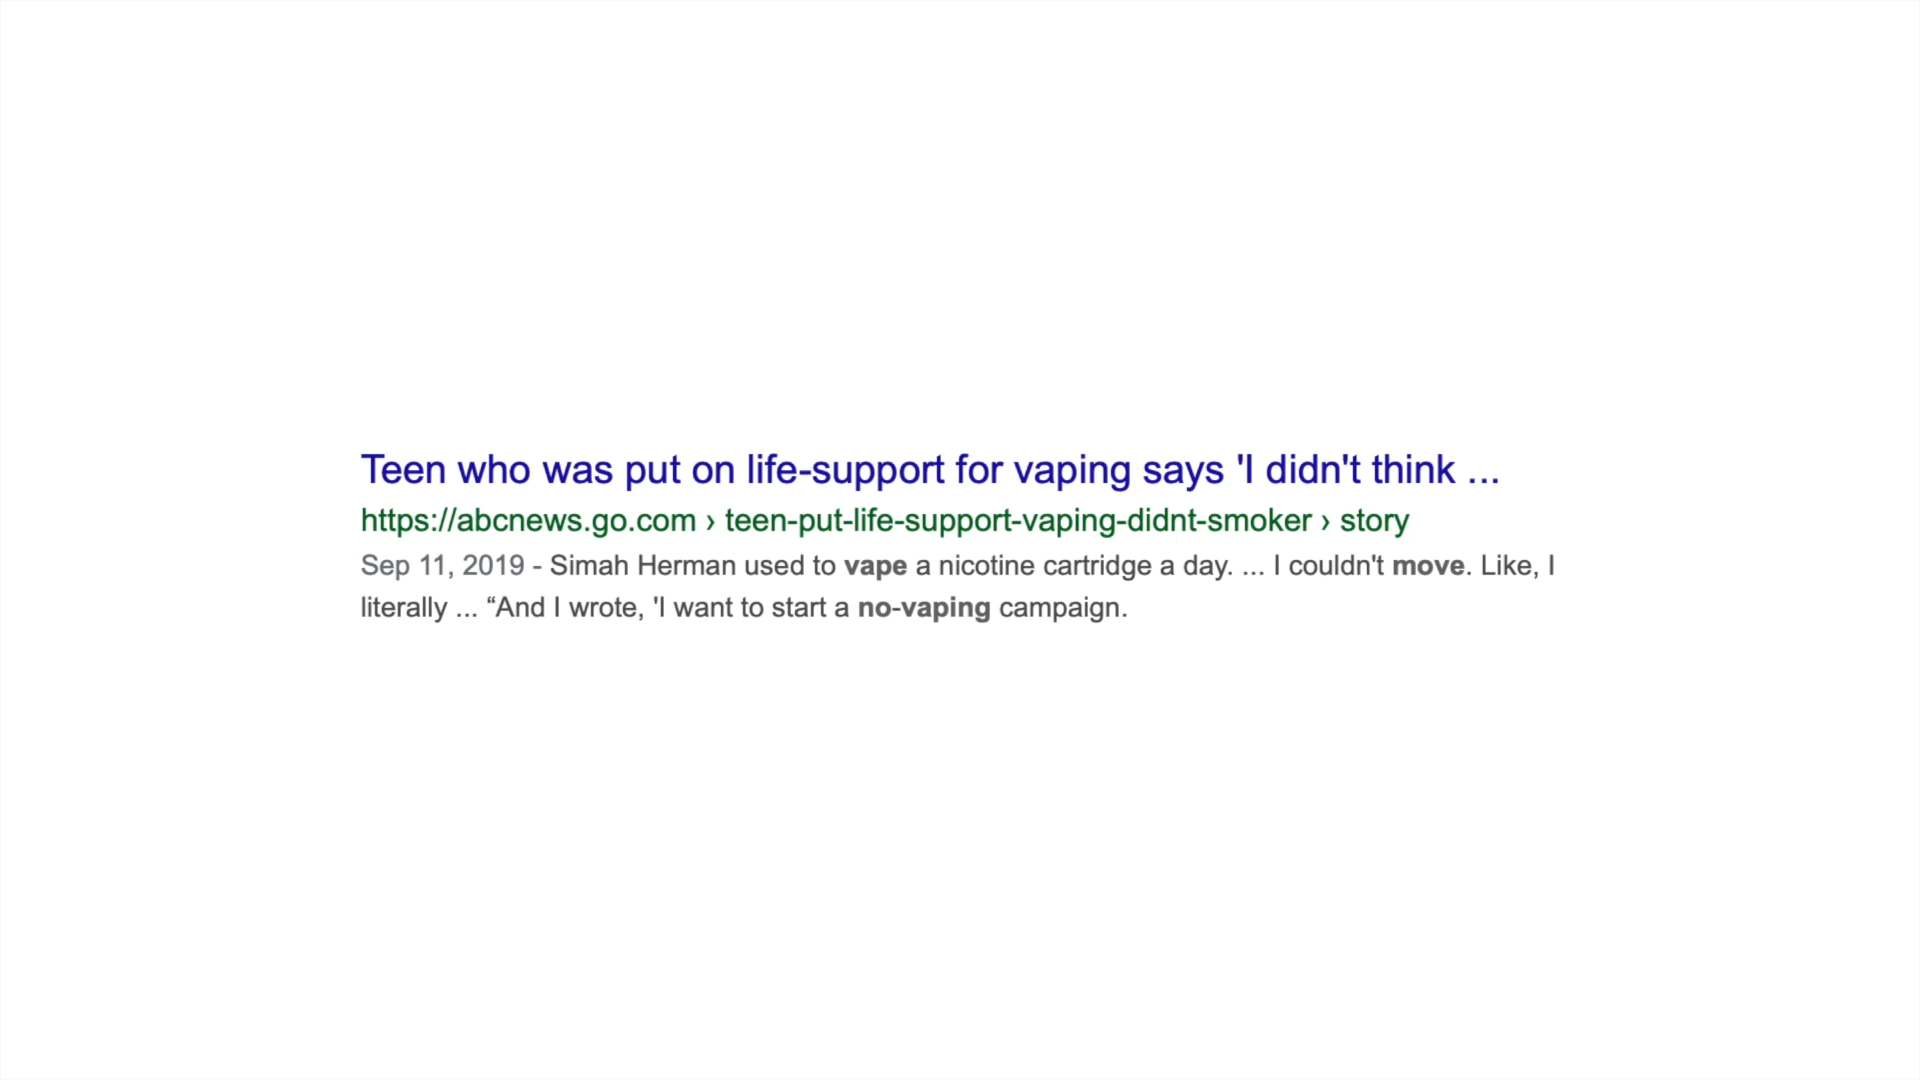 Teen who was put on life-support for vaping says 'I didn't think ...
https://abcnews.go.com › teen-put-life-support-vaping-didnt-smoker › story
Sep 11, 2019 - Simah Herman used to vape a nicotine cartridge a day. ... I couldn't move. Like, I
literally ... “And I wrote, 'I want to start a no-vaping campaign.